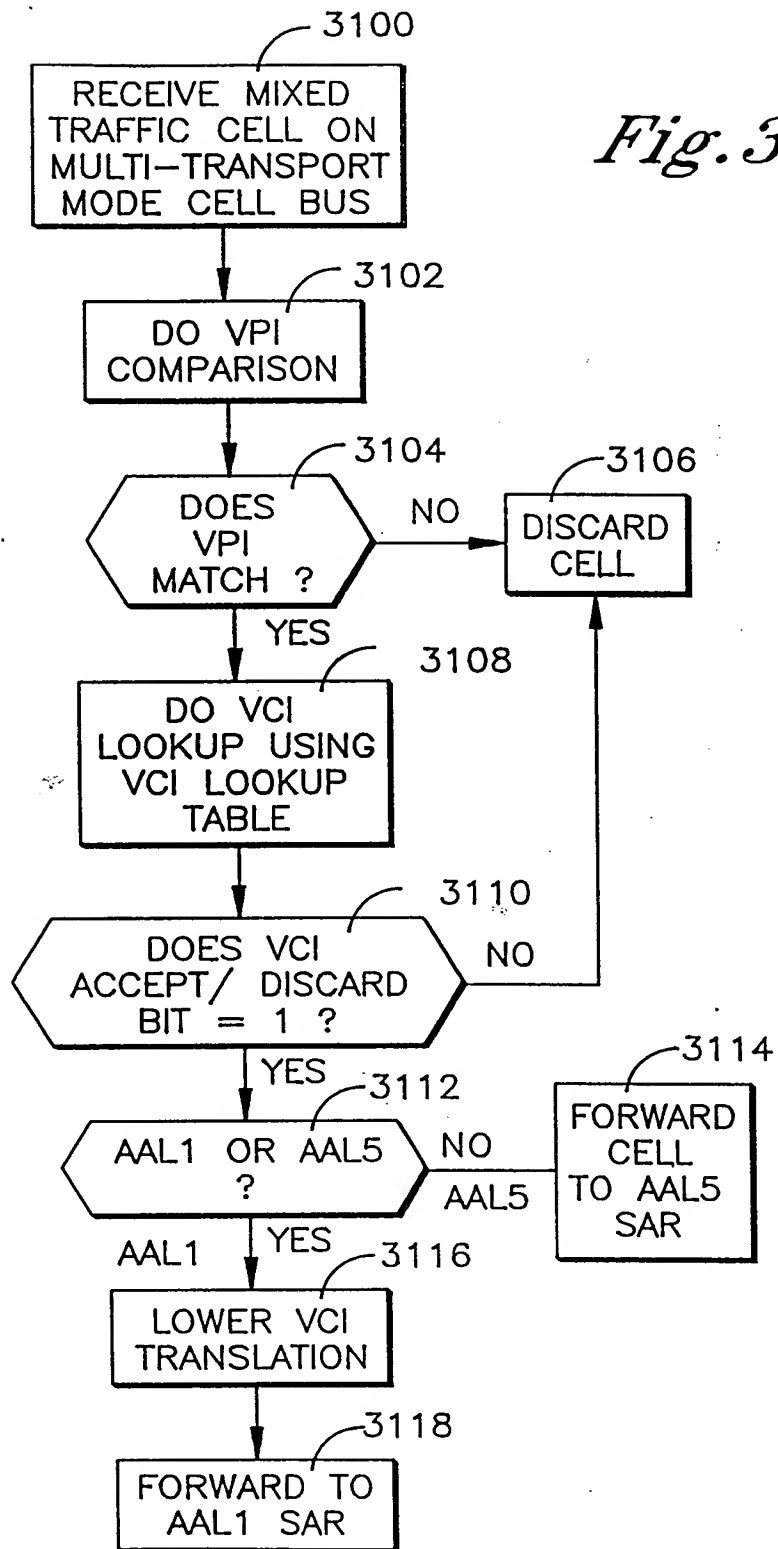 3100
RECEIVE MIXED
TRAFFIC CELL ON
MULTI-TRANSPORT
MODE CELL BUS
Fig. 3
3102
DO VPI
COMPARISON
3104
DOES
VPI
MATCH ?
NO
3106
DISCARD
CELL
YES
3108
DO VCI
LOOKUP USING
VCI LOOKUP
TABLE
3110
DOES VCI
ACCEPT/ DISCARD
BIT = 1 ?
NO
YES
3112
AAL1 OR AAL5
?
NO
AAL5
3114
FORWARD
CELL
TO AAL5
SAR
AAL1
YES
3116
LOWER VCI
TRANSLATION
3118
FORWARD TO
AAL1 SAR